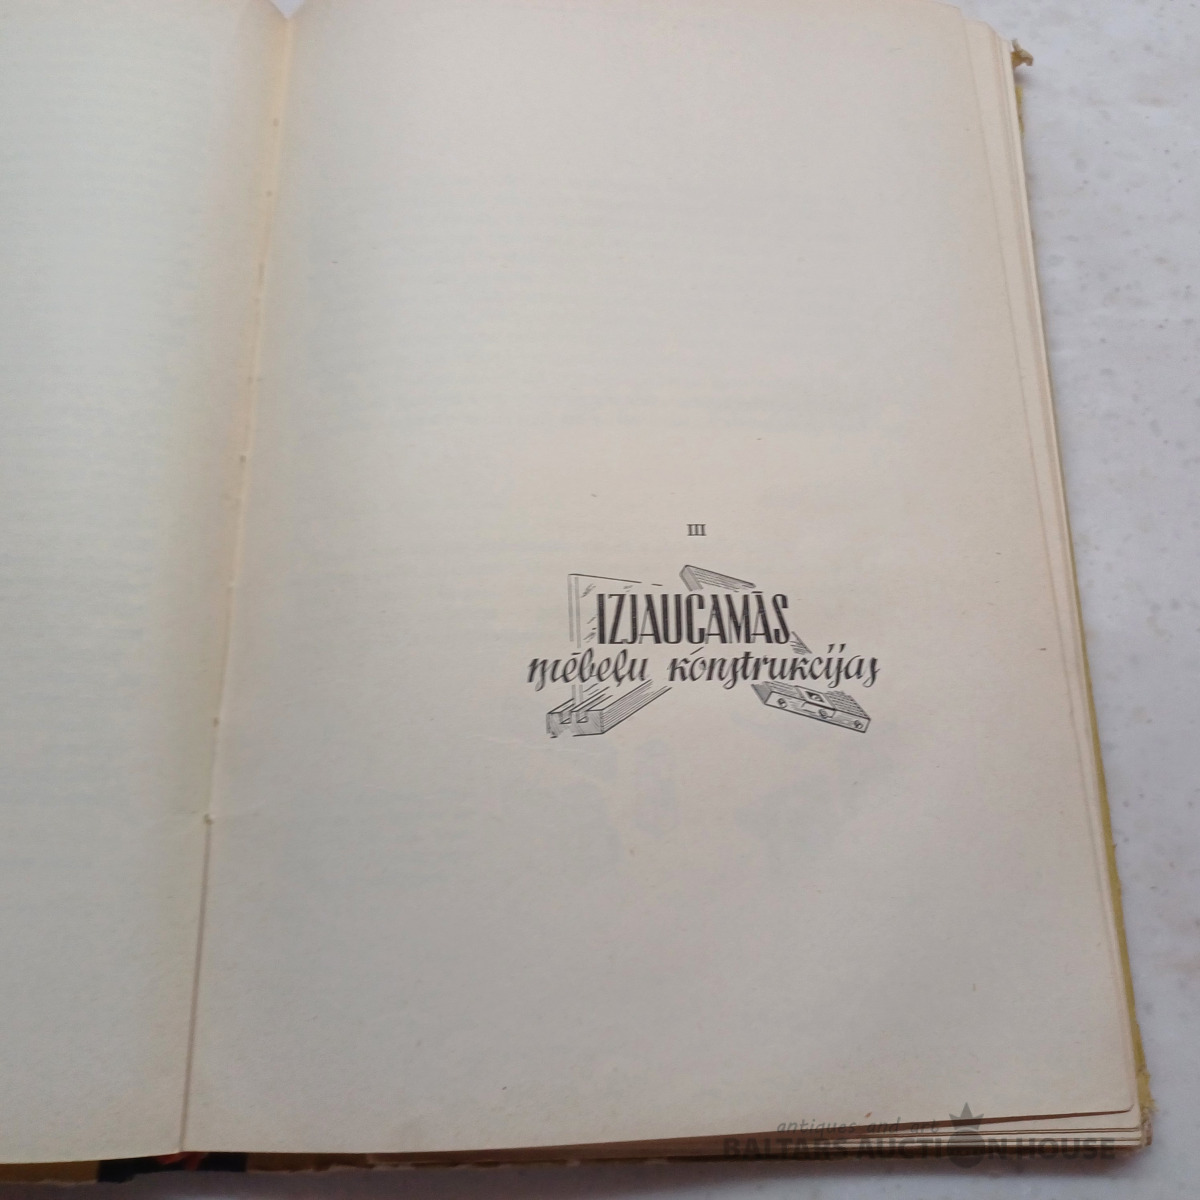 III
IZJAUCAMĀS
mēbeļu konstrukcijas
antiques and art
BALTARS AUCTION HOUSE